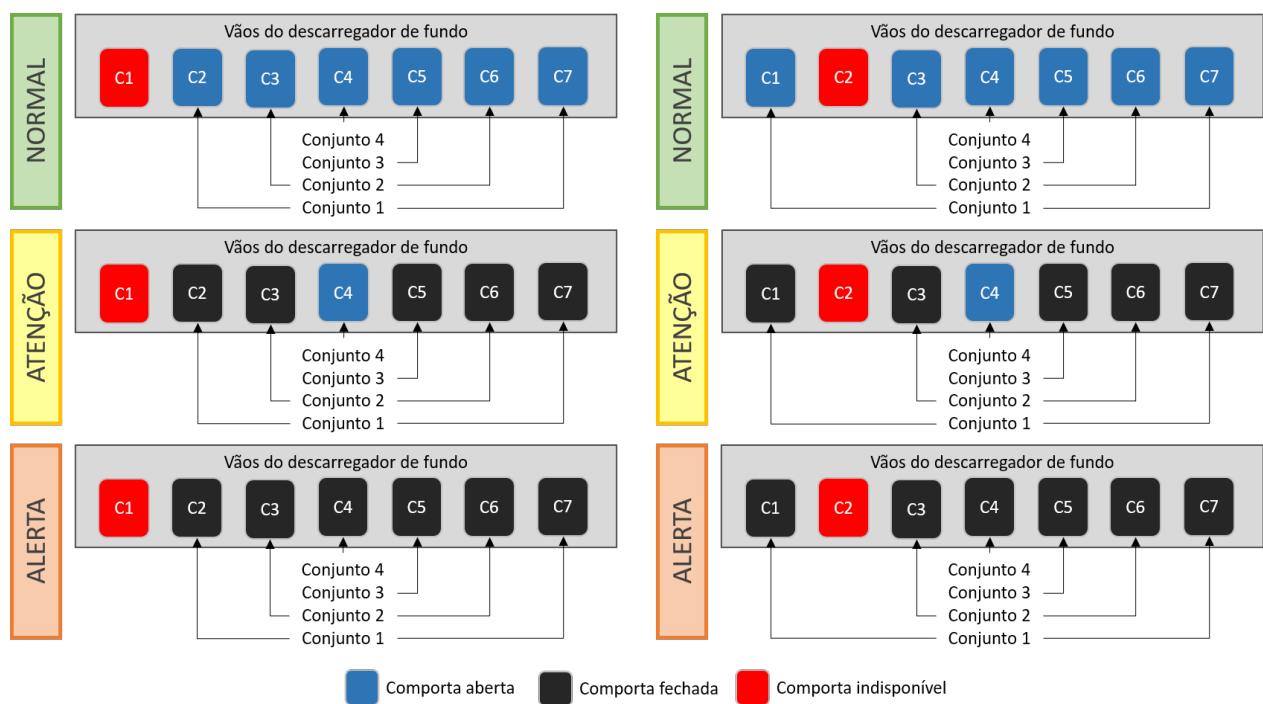 NORMAL
Vãos do descarregador de fundo
C1 C2 C3 C4 C5 C6 C7
Conjunto 4
Conjunto 3
Conjunto 2
Conjunto 1
NORMAL
Vãos do descarregador de fundo
C1 C2 C3 C4 C5 C6 C7
Conjunto 4
Conjunto 3
Conjunto 2
Conjunto 1
ATENÇÃO
Vãos do descarregador de fundo
C1 C2 C3 C4 C5 C6 C7
Conjunto 4
Conjunto 3
Conjunto 2
Conjunto 1
ATENÇÃO
Vãos do descarregador de fundo
C1 C2 C3 C4 C5 C6 C7
Conjunto 4
Conjunto 3
Conjunto 2
Conjunto 1
ALERTA
Vãos do descarregador de fundo
C1 C2 C3 C4 C5 C6 C7
Conjunto 4
Conjunto 3
Conjunto 2
Conjunto 1
ALERTA
Vãos do descarregador de fundo
C1 C2 C3 C4 C5 C6 C7
Conjunto 4
Conjunto 3
Conjunto 2
Conjunto 1
Comporta aberta Comporta fechada Comporta indisponível